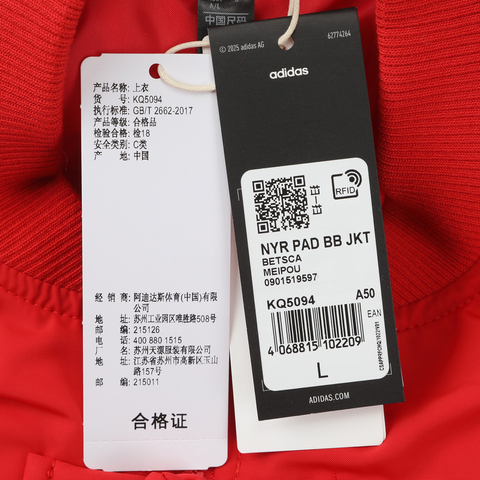 A/L
中国尺码
产品名称: 上衣
货　　号: KQ5094
执行标准: GB/T 2662-2017
产品等级: 合格品
检验合格: 检18
安全类别: C类
产　　地: 中国
经 销 商: 阿迪达斯体育(中国)有限公司
地　　址: 苏州工业园区唯胜路508号
邮　　编: 215126
电　　话: 400 880 1515
厂　　名: 苏州天源服装有限公司
地　　址: 江苏省苏州市高新区玉山路157号
邮　　编: 215011
合格证
© 2025 adidas AG
62774264
adidas
RFID
NYR PAD BB JKT
BETSCA
MEIPOU
0901519597
KQ5094
A50
EAN
4 068815 102209
L
ADIDAS.COM